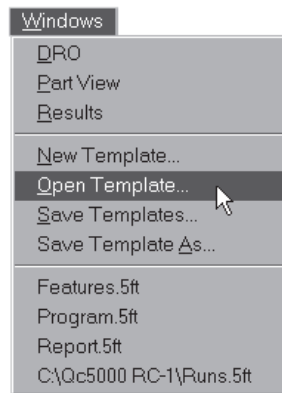 Windows
DRO
Part View
Results
New Template...
Open Template...
Save Templates...
Save Template As...
Features.5ft
Program.5ft
Report.5ft
C:\Qc5000 RC-1\Runs.5ft